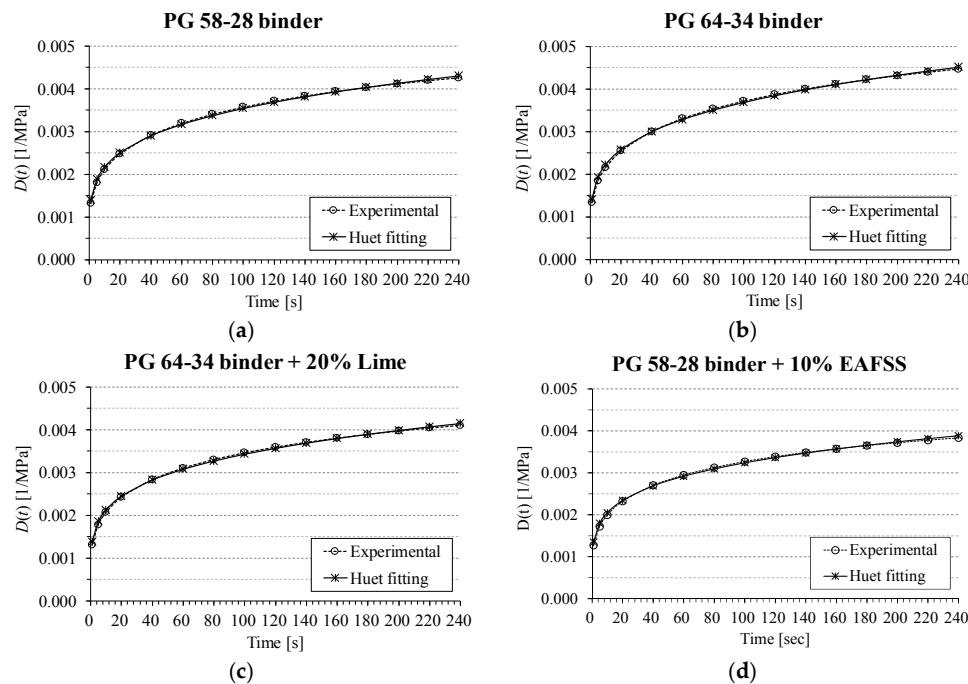 PG 58-28 binder
0.005
0.004
0.003
0.002
0.001
0.000
D(t) [1/MPa]
Experimental
Huet fitting
0 20 40 60 80 100 120 140 160 180 200 220 240
Time [s]
(a)
PG 64-34 binder
0.005
0.004
0.003
0.002
0.001
0.000
D(t) [1/MPa]
Experimental
Huet fitting
0 20 40 60 80 100 120 140 160 180 200 220 240
Time [s]
(b)
PG 64-34 binder + 20% Lime
0.005
0.004
0.003
0.002
0.001
0.000
D(t) [1/MPa]
Experimental
Huet fitting
0 20 40 60 80 100 120 140 160 180 200 220 240
Time [s]
(c)
PG 58-28 binder + 10% EAFSS
0.005
0.004
0.003
0.002
0.001
0.000
D(t) [1/MPa]
Experimental
Huet fitting
0 20 40 60 80 100 120 140 160 180 200 220 240
Time [sec]
(d)